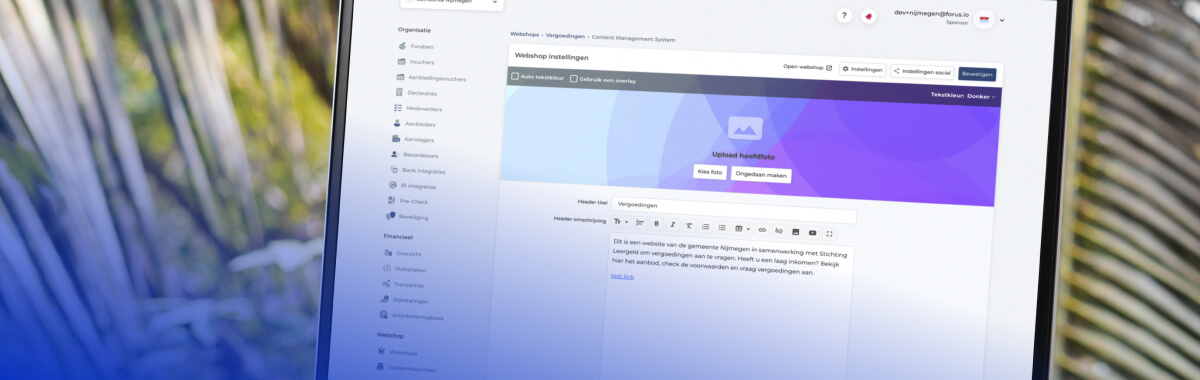 Gemeente Nijmegen
?
dev+nijmegen@forus.io
Sponsor
Organisatie
Fondsen
Vouchers
Aanbiedingsvouchers
Declaraties
Medewerkers
Aanbieders
Aanvragers
Beoordelaars
Bank integraties
BI integraties
Pre-Check
Beveiliging
Financieel
Overzicht
Statistieken
Transacties
Bijbetalingen
Activiteitenlogboek
Webshop
Webshops
Systeemberichten
Webshops » Vergoedingen » Content Management System
Webshop instellingen
Open webshop
Instellingen
Instellingen social
Bevestigen
Auto tekstkleur
Gebruik een overlay
Tekstkleur: Donker
Upload hoofdfoto
Kies foto
Ongedaan maken
Header titel
Vergoedingen
Header omschrijving
Dit is een website van de gemeente Nijmegen in samenwerking met Stichting
Leergeld om vergoedingen aan te vragen. Heeft u een laag inkomen? Bekijk
hier het aanbod, check de voorwaarden en vraag vergoedingen aan.
test link